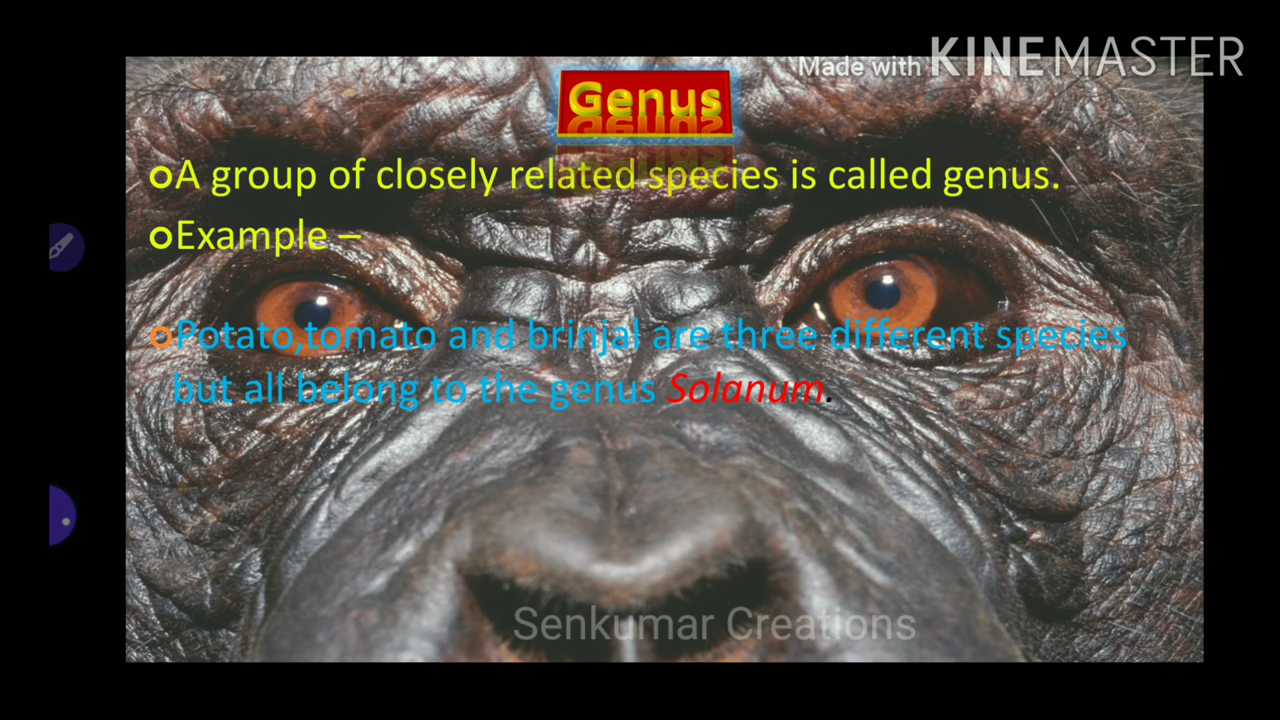 Made with KINEMASTER
Genus
A group of closely related species is called genus.
Example –
Potato,tomato and brinjal are three different species
but all belong to the genus Solanum.
Senkumar Creations